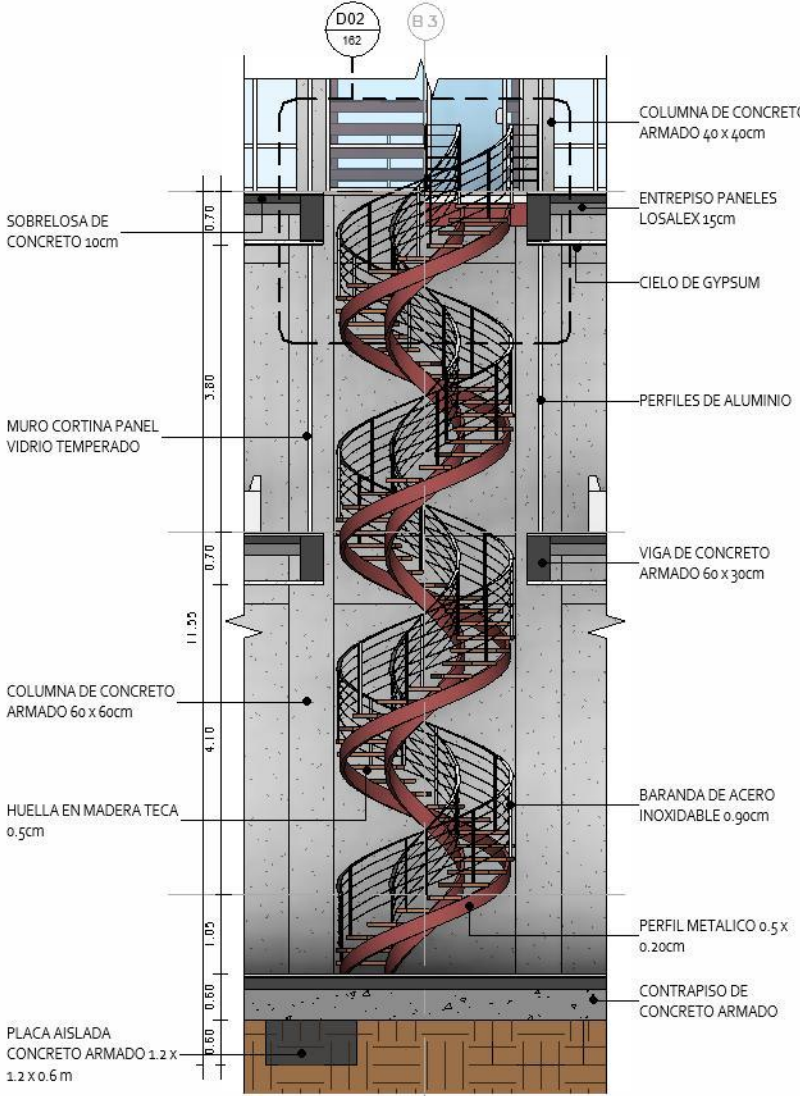 D02
162
B 3
COLUMNA DE CONCRETO
ARMADO 40 x 40cm
SOBRELOSA DE
CONCRETO 10cm
0.70
ENTREPISO PANELES
LOSALEX 15cm
CIELO DE GYPSUM
3.80
PERFILES DE ALUMINIO
MURO CORTINA PANEL
VIDRIO TEMPERADO
0.70
VIGA DE CONCRETO
ARMADO 60 x 30cm
11.55
COLUMNA DE CONCRETO
ARMADO 60 x 60cm
4.10
HUELLA EN MADERA TECA
0.5cm
BARANDA DE ACERO
INOXIDABLE 0.90cm
1.05
PERFIL METALICO 0.5 x
0.20cm
0.60
CONTRAPISO DE
CONCRETO ARMADO
PLACA AISLADA
CONCRETO ARMADO 1.2 x
1.2 x 0.6 m
0.60